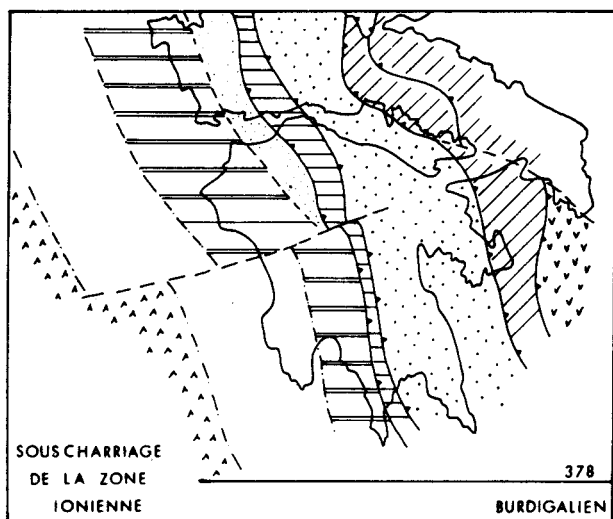 SOUS CHARRIAGE
DE LA ZONE
IONIENNE
378
BURDIGALIEN